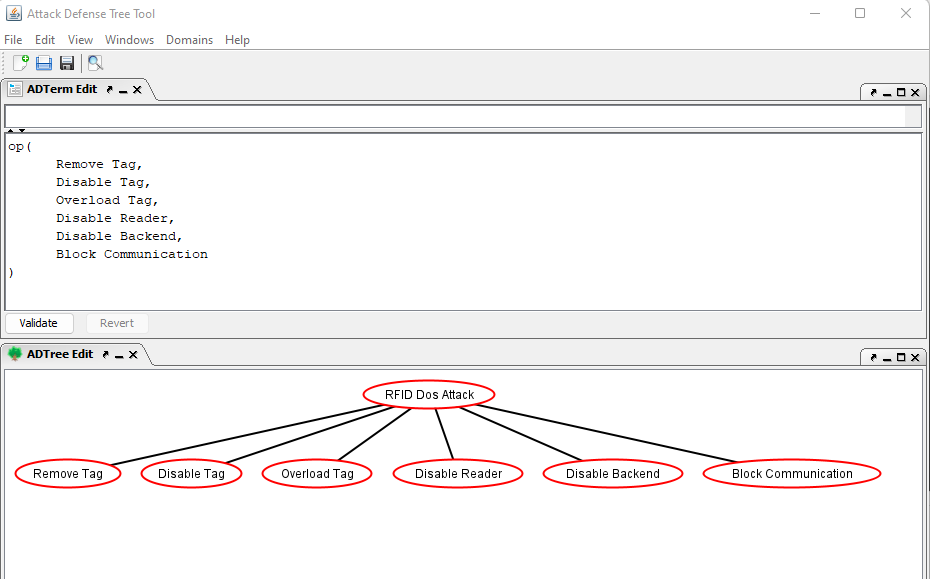 Attack Defense Tree Tool
File Edit View Windows Domains Help
ADTerm Edit
op(
Remove Tag,
Disable Tag,
Overload Tag,
Disable Reader,
Disable Backend,
Block Communication
)
Validate Revert
ADTree Edit
RFID Dos Attack
Remove Tag Disable Tag Overload Tag Disable Reader Disable Backend Block Communication